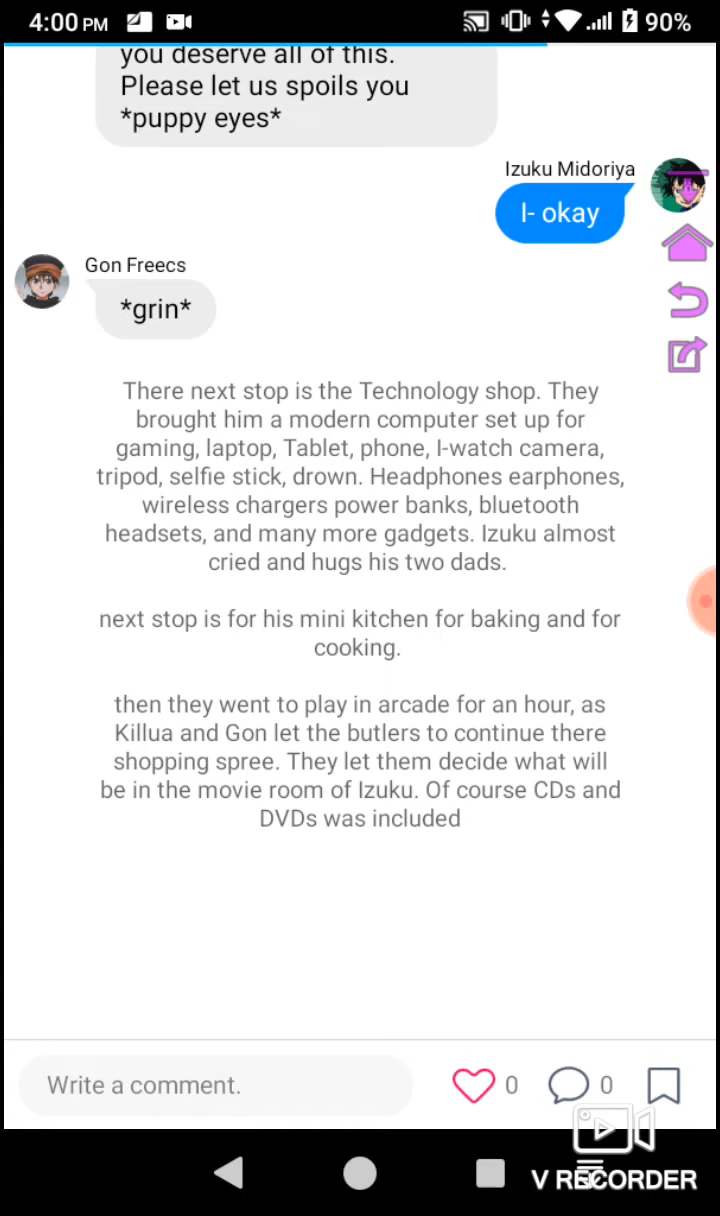 4:00 PM
90%
you deserve all of this.
Please let us spoils you
*puppy eyes*
Izuku Midoriya
I- okay
Gon Freecs
*grin*
There next stop is the Technology shop. They
brought him a modern computer set up for
gaming, laptop, Tablet, phone, I-watch camera,
tripod, selfie stick, drown. Headphones earphones,
wireless chargers power banks, bluetooth
headsets, and many more gadgets. Izuku almost
cried and hugs his two dads.
next stop is for his mini kitchen for baking and for
cooking.
then they went to play in arcade for an hour, as
Killua and Gon let the butlers to continue there
shopping spree. They let them decide what will
be in the movie room of Izuku. Of course CDs and
DVDs was included
Write a comment.
0
0
V RECORDER